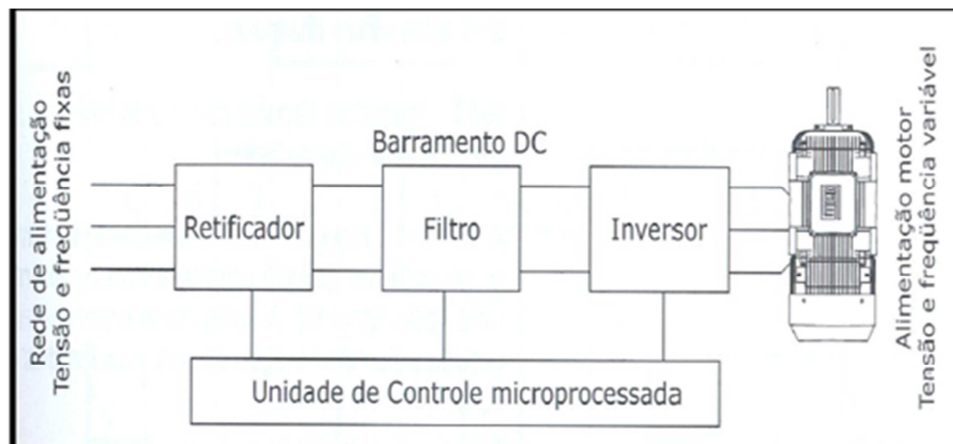 Rede de alimentação
Tensão e freqüência fixas
Barramento DC
Retificador
Filtro
Inversor
Unidade de Controle microprocessada
Alimentação motor
Tensão e freqüência variável